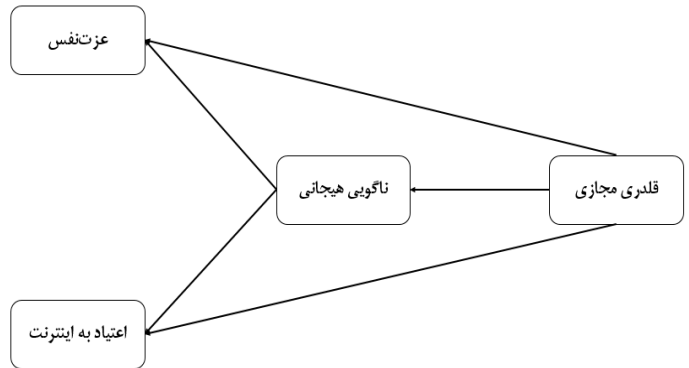 عزت‌نفس
قلدری مجازی
ناگویی هیجانی
اعتیاد به اینترنت